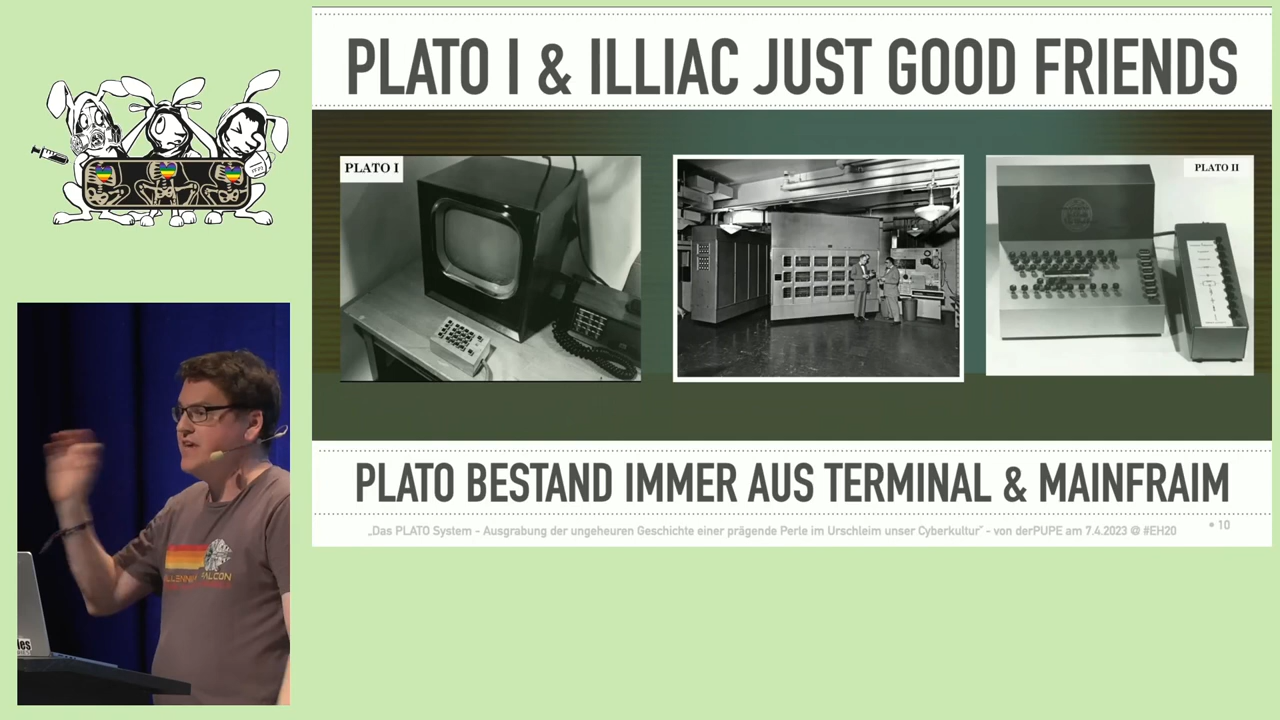 PLATO I & ILLIAC JUST GOOD FRIENDS
PLATO I
PLATO II
PLATO BESTAND IMMER AUS TERMINAL & MAINFRAIM
„Das PLATO System - Ausgrabung der ungeheuren Geschichte einer prägende Perle im Urschleim unser Cyberkultur" - von derPUPE am 7.4.2023 @ #EH20
• 10